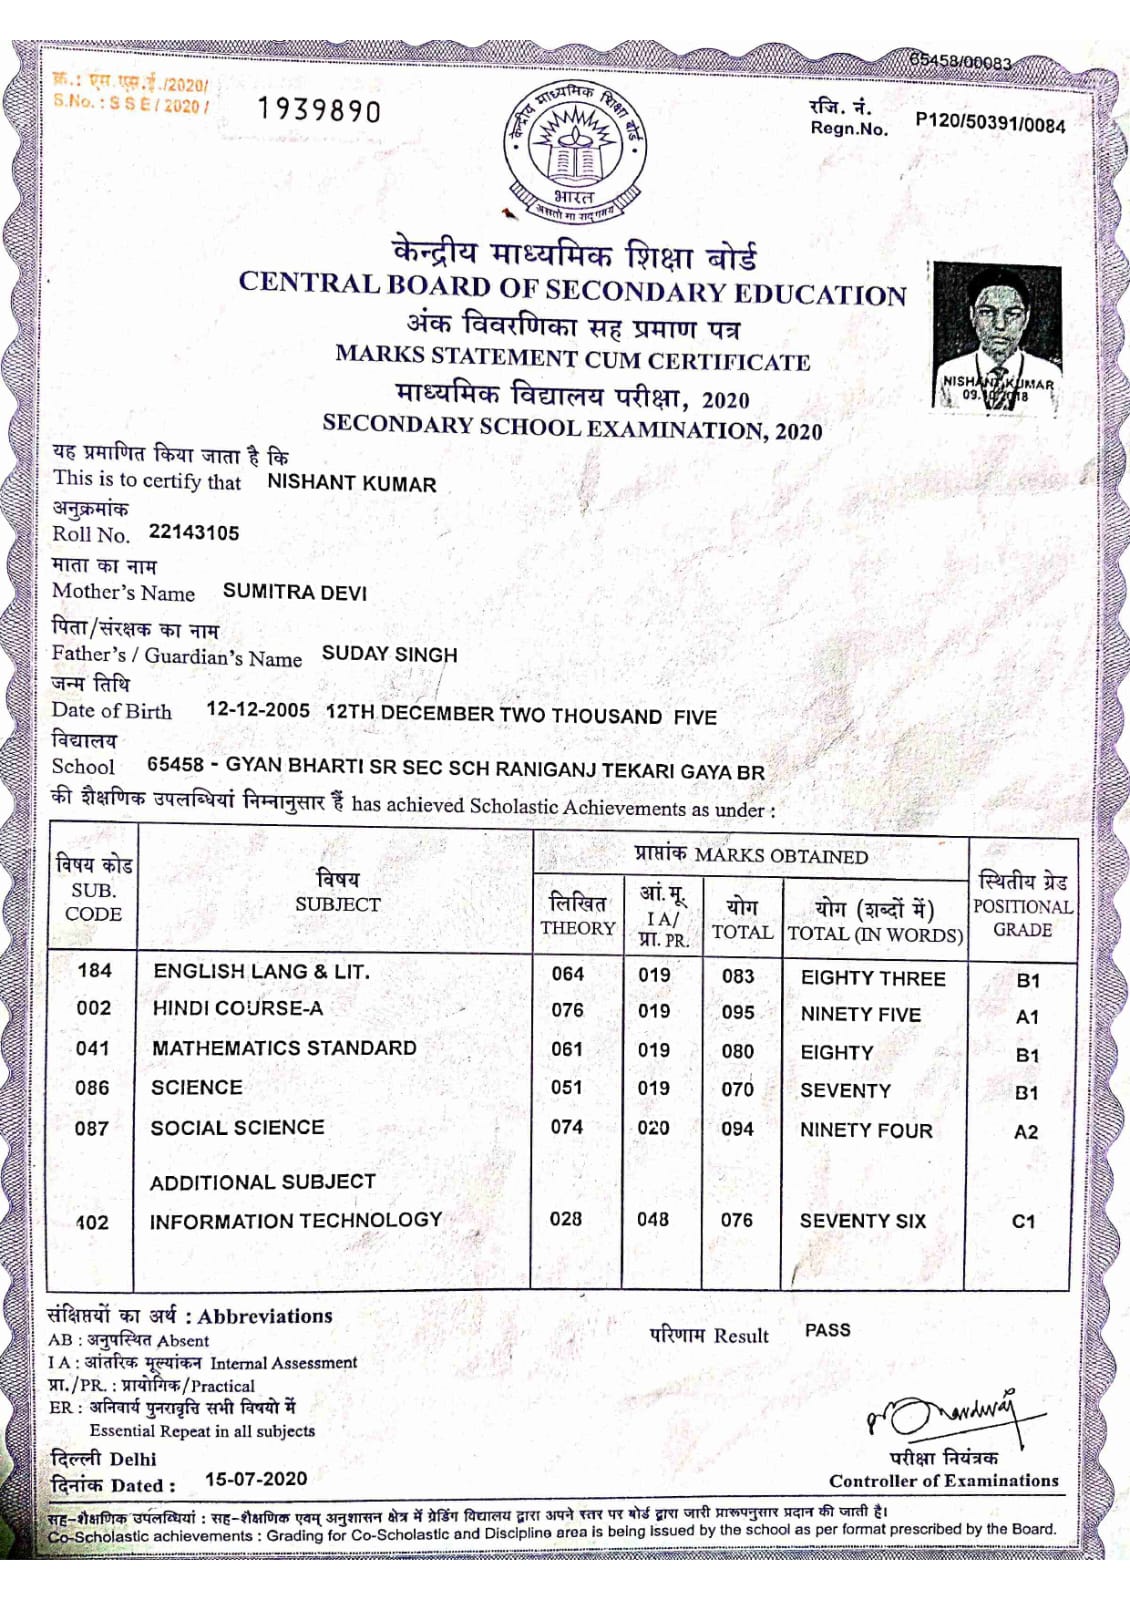 65458/00083
क्र.: एम.एस.ई./2020/
S.No. : S S E / 2020 /
1939890
रजि. नं.
Regn.No. P120/50391/0084
केन्द्रीय माध्यमिक शिक्षा बोर्ड
भारत
असतो मा सद्गमय
केन्द्रीय माध्यमिक शिक्षा बोर्ड
CENTRAL BOARD OF SECONDARY EDUCATION
अंक विवरणिका सह प्रमाण पत्र
MARKS STATEMENT CUM CERTIFICATE
माध्यमिक विद्यालय परीक्षा, 2020
SECONDARY SCHOOL EXAMINATION, 2020
NISHANT KUMAR
09.10.2018
यह प्रमाणित किया जाता है कि
This is to certify that NISHANT KUMAR
अनुक्रमांक
Roll No. 22143105
माता का नाम
Mother's Name SUMITRA DEVI
पिता/संरक्षक का नाम
Father's / Guardian's Name SUDAY SINGH
जन्म तिथि
Date of Birth 12-12-2005 12TH DECEMBER TWO THOUSAND FIVE
विद्यालय
School 65458 - GYAN BHARTI SR SEC SCH RANIGANJ TEKARI GAYA BR
की शैक्षणिक उपलब्धियां निम्नानुसार हैं has achieved Scholastic Achievements as under :
विषय कोड
SUB.
CODE
विषय
SUBJECT
प्राप्तांक MARKS OBTAINED
लिखित
THEORY
आं.मू.
I A/
प्रा. PR.
योग
TOTAL
योग (शब्दों में)
TOTAL (IN WORDS)
स्थितीय ग्रेड
POSITIONAL
GRADE
184 ENGLISH LANG & LIT. 064 019 083 EIGHTY THREE B1
002 HINDI COURSE-A 076 019 095 NINETY FIVE A1
041 MATHEMATICS STANDARD 061 019 080 EIGHTY B1
086 SCIENCE 051 019 070 SEVENTY B1
087 SOCIAL SCIENCE 074 020 094 NINETY FOUR A2
ADDITIONAL SUBJECT
402 INFORMATION TECHNOLOGY 028 048 076 SEVENTY SIX C1
संक्षिप्तयों का अर्थ : Abbreviations
AB : अनुपस्थित Absent
I A : आंतरिक मूल्यांकन Internal Assessment
प्रा./PR. : प्रायोगिक/Practical
ER : अनिवार्य पुनरावृत्ति सभी विषयो में
Essential Repeat in all subjects
परिणाम Result PASS
दिल्ली Delhi
दिनांक Dated : 15-07-2020
परीक्षा नियंत्रक
Controller of Examinations
सह-शैक्षणिक उपलब्धियां : सह-शैक्षणिक एवम् अनुशासन क्षेत्र में ग्रेडिंग विद्यालय द्वारा अपने स्तर पर बोर्ड द्वारा जारी प्रारूपनुसार प्रदान की जाती है।
Co-Scholastic achievements : Grading for Co-Scholastic and Discipline area is being issued by the school as per format prescribed by the Board.